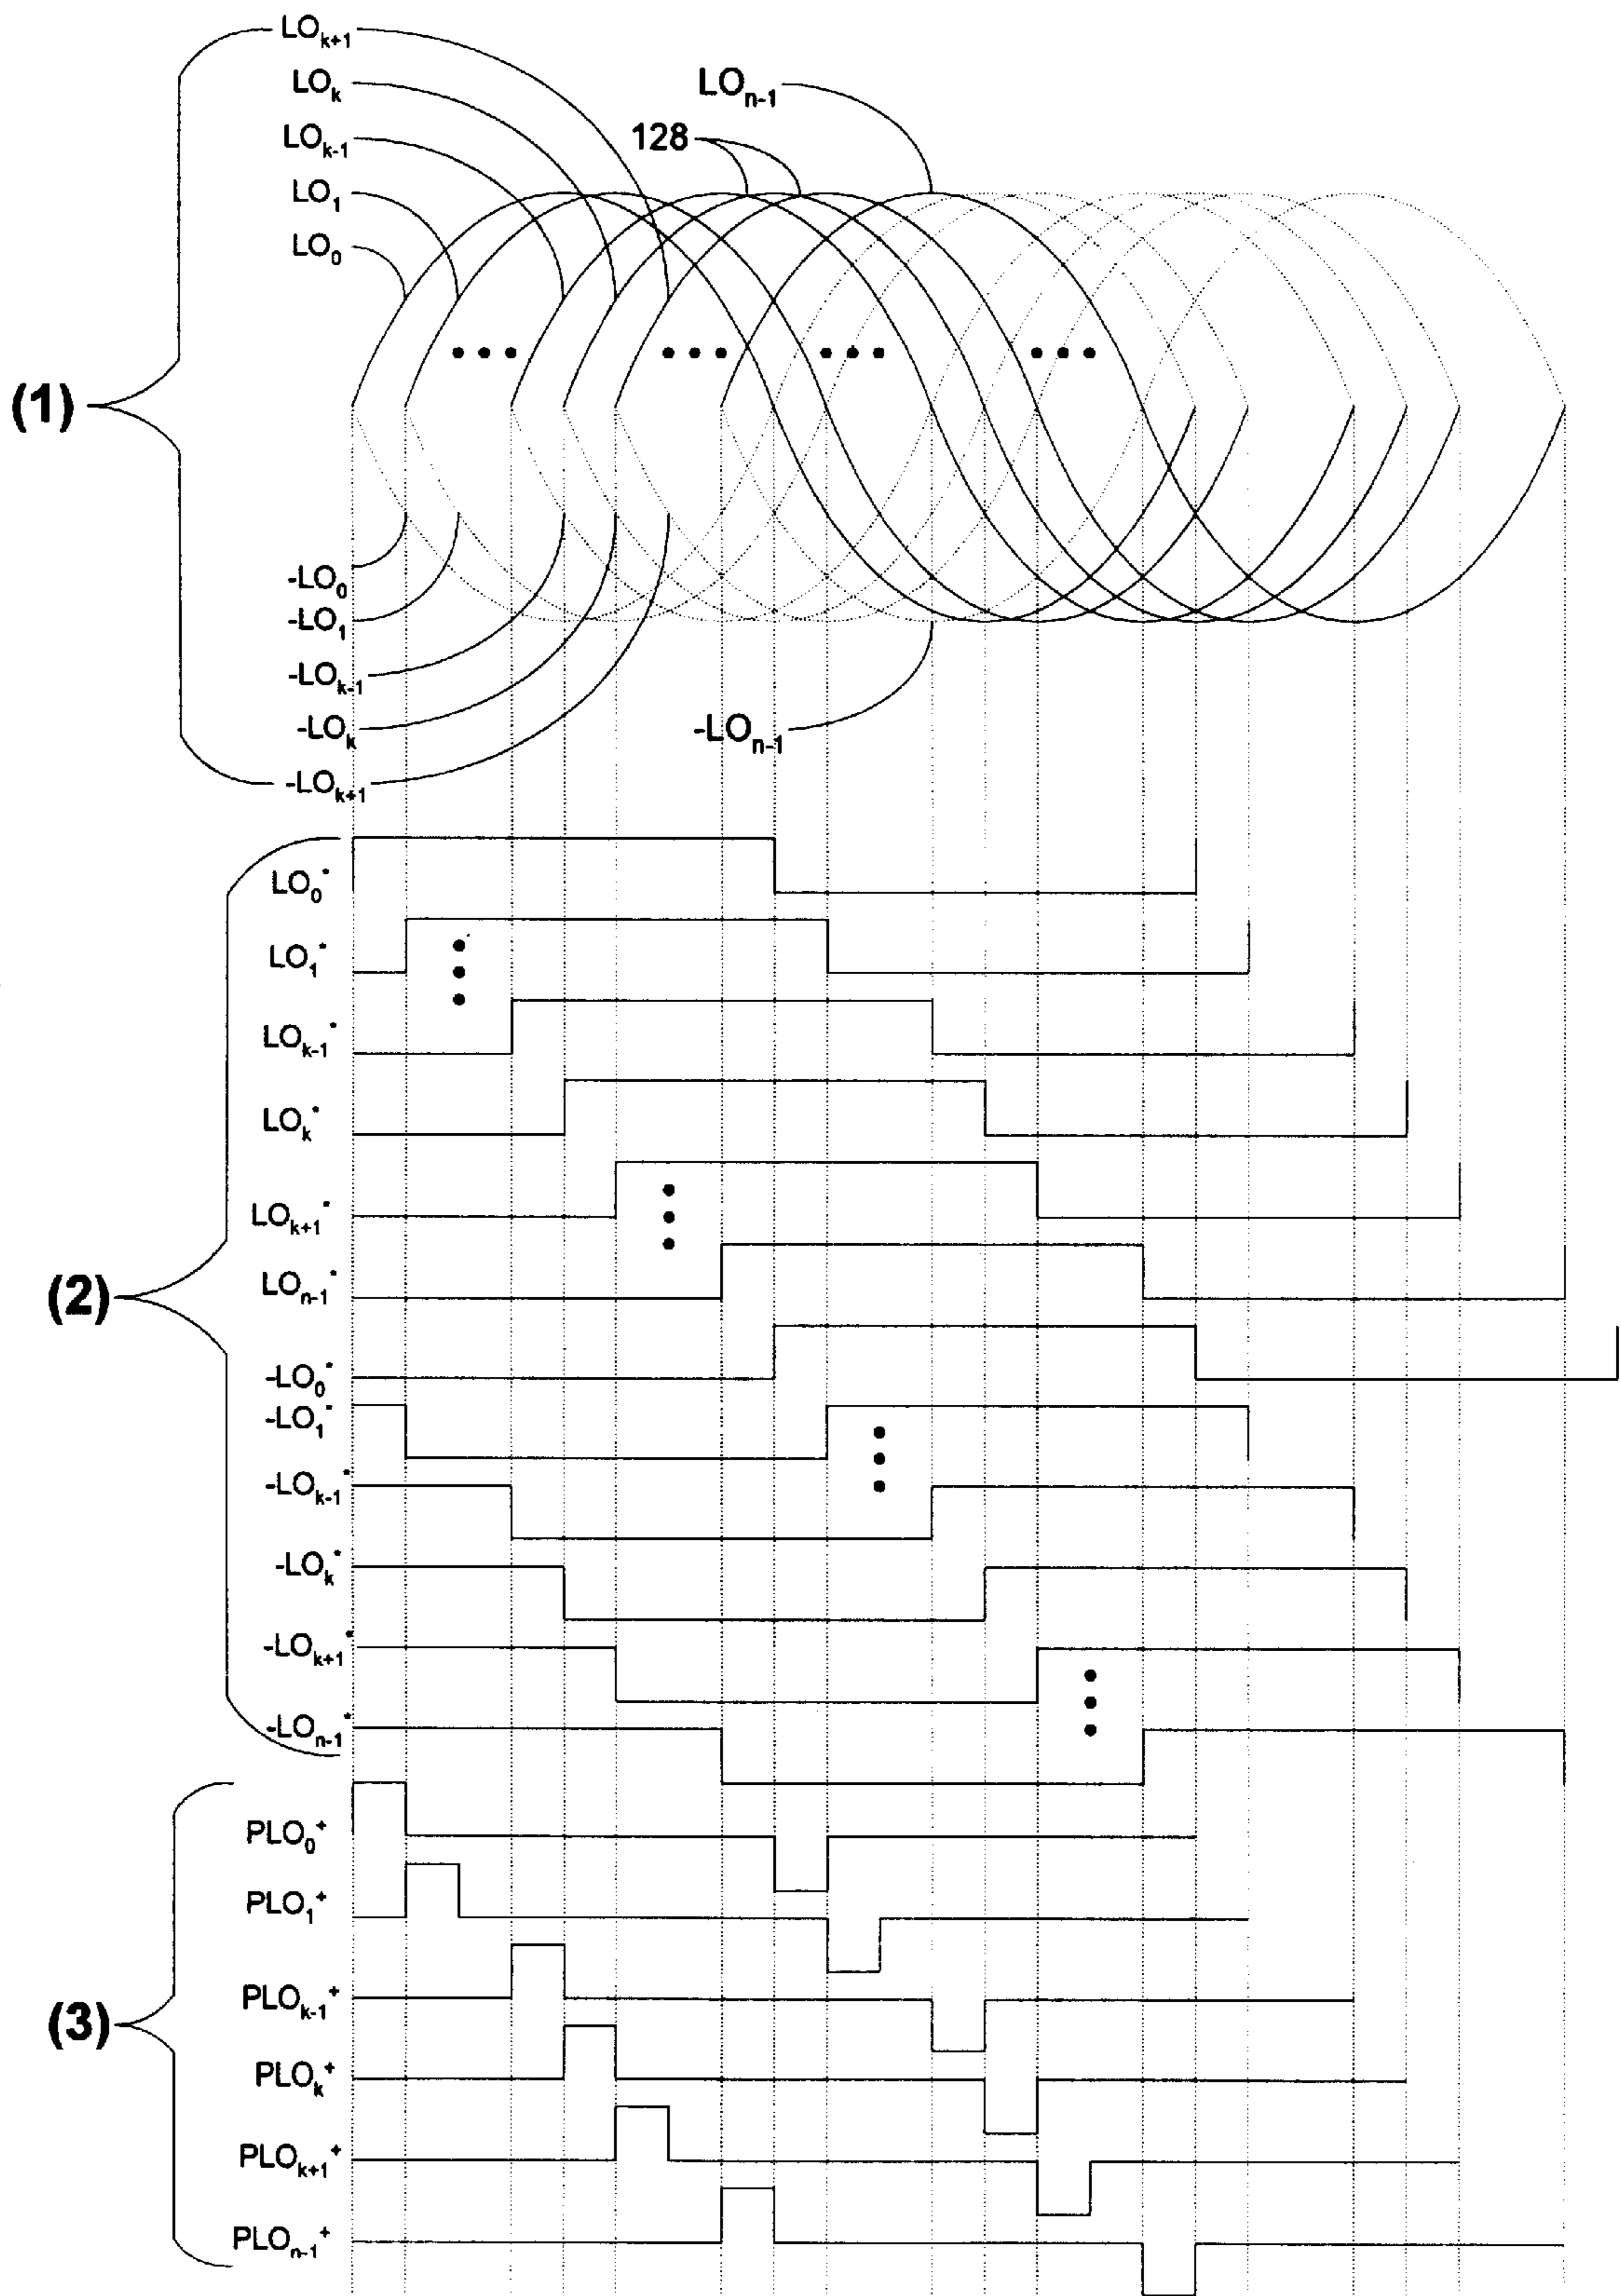 LOk+1
LOk
LOk-1
LO1
LO0
LOn-1
128
(1)
-LO0
-LO1
-LOk-1
-LOk
-LOk+1
-LOn-1
(2)
LO0*
LO1*
LOk-1*
LOk*
LOk+1*
LOn-1*
-LO0*
-LO1*
-LOk-1*
-LOk*
-LOk+1*
-LOn-1*
(3)
PLO0+
PLO1+
PLOk-1+
PLOk+
PLOk+1+
PLOn-1+